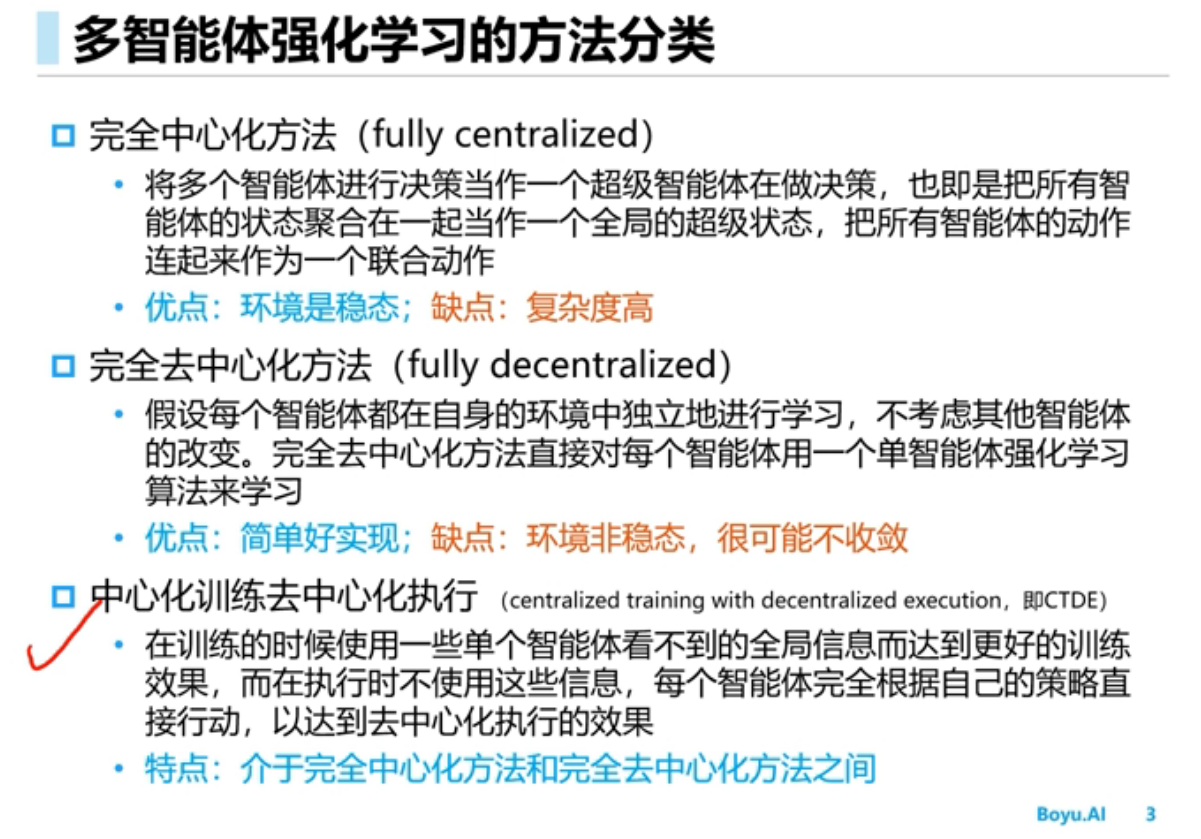 多智能体强化学习的方法分类
完全中心化方法（fully centralized）
• 将多个智能体进行决策当作一个超级智能体在做决策，也即是把所有智
能体的状态聚合在一起当作一个全局的超级状态，把所有智能体的动作
连起来作为一个联合动作
• 优点：环境是稳态；缺点：复杂度高
完全去中心化方法（fully decentralized）
• 假设每个智能体都在自身的环境中独立地进行学习，不考虑其他智能体
的改变。完全去中心化方法直接对每个智能体用一个单智能体强化学习
算法来学习
• 优点：简单好实现；缺点：环境非稳态，很可能不收敛
中心化训练去中心化执行 （centralized training with decentralized execution，即CTDE）
• 在训练的时候使用一些单个智能体看不到的全局信息而达到更好的训练
效果，而在执行时不使用这些信息，每个智能体完全根据自己的策略直
接行动，以达到去中心化执行的效果
• 特点：介于完全中心化方法和完全去中心化方法之间
Boyu.AI 3